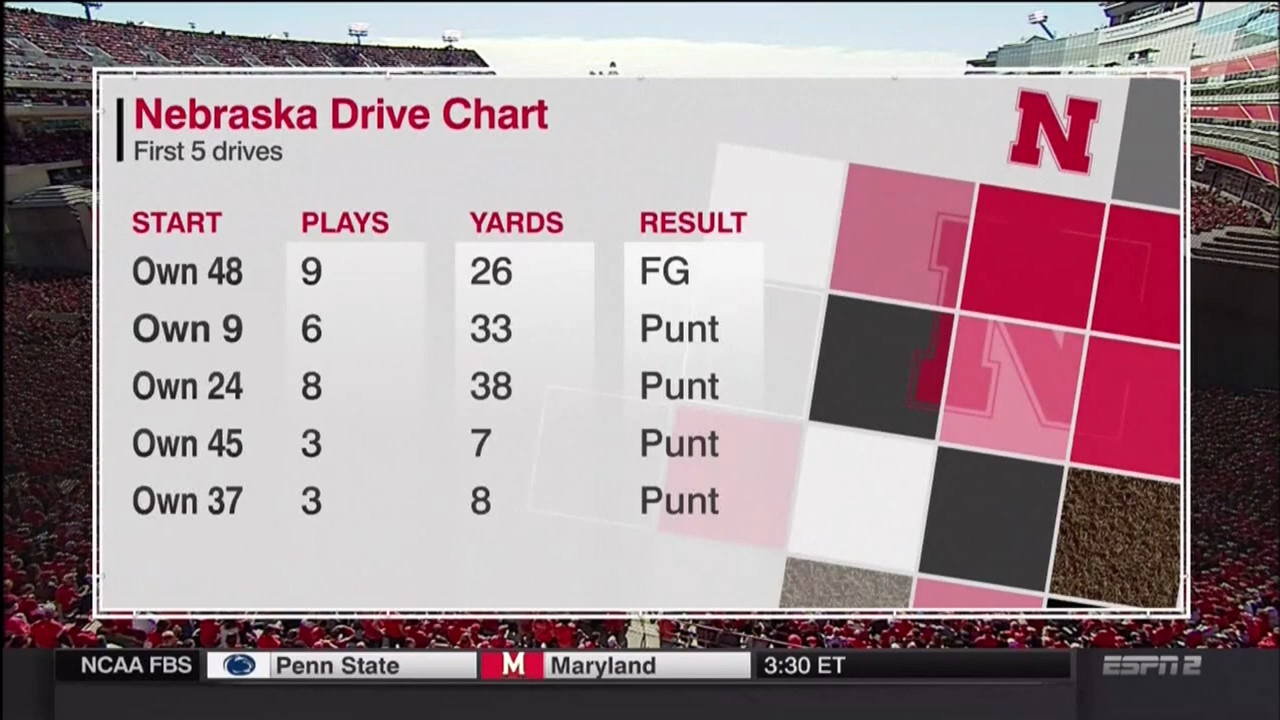 Nebraska Drive Chart
First 5 drives
N
START PLAYS YARDS RESULT
Own 48 9 26 FG
Own 9 6 33 Punt
Own 24 8 38 Punt
Own 45 3 7 Punt
Own 37 3 8 Punt
N
NCAA FBS Penn State M Maryland 3:30 ET ESPN2